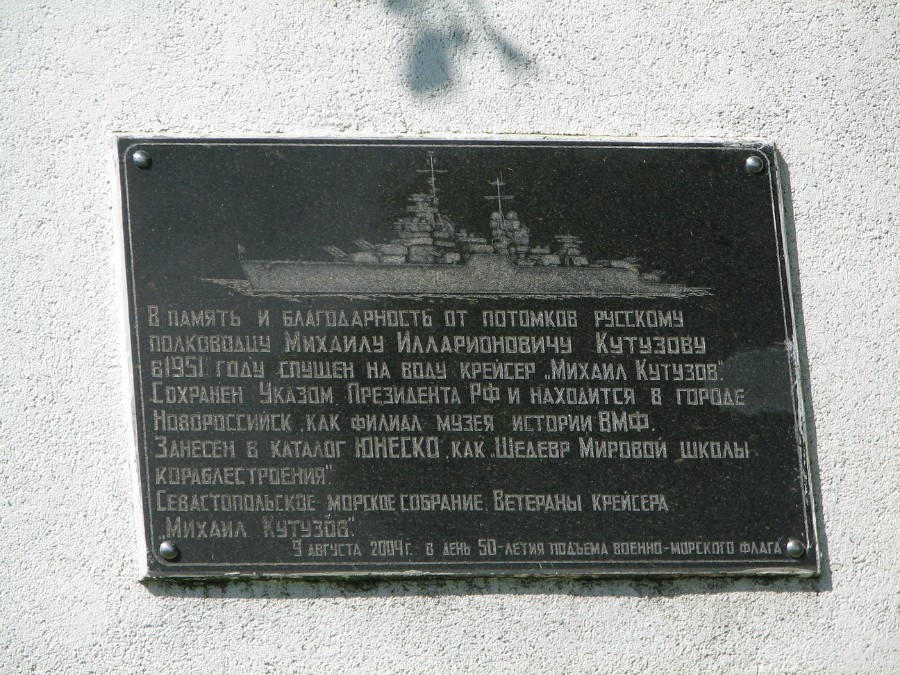 В память и благодарность от потомков русскому
полководцу Михаилу Илларионовичу Кутузову
в 1951 году спущен на воду крейсер „Михаил Кутузов".
Сохранен Указом Президента РФ и находится в городе
Новороссийск ,как филиал музея истории ВМФ.
Занесен в каталог ЮНЕСКО ,как „Шедевр Мировой школы
кораблестроения".
Севастопольское морское собрание. Ветераны крейсера
„Михаил Кутузов".
9 августа 2004г. в день 50-летия подъема военно-морского флага